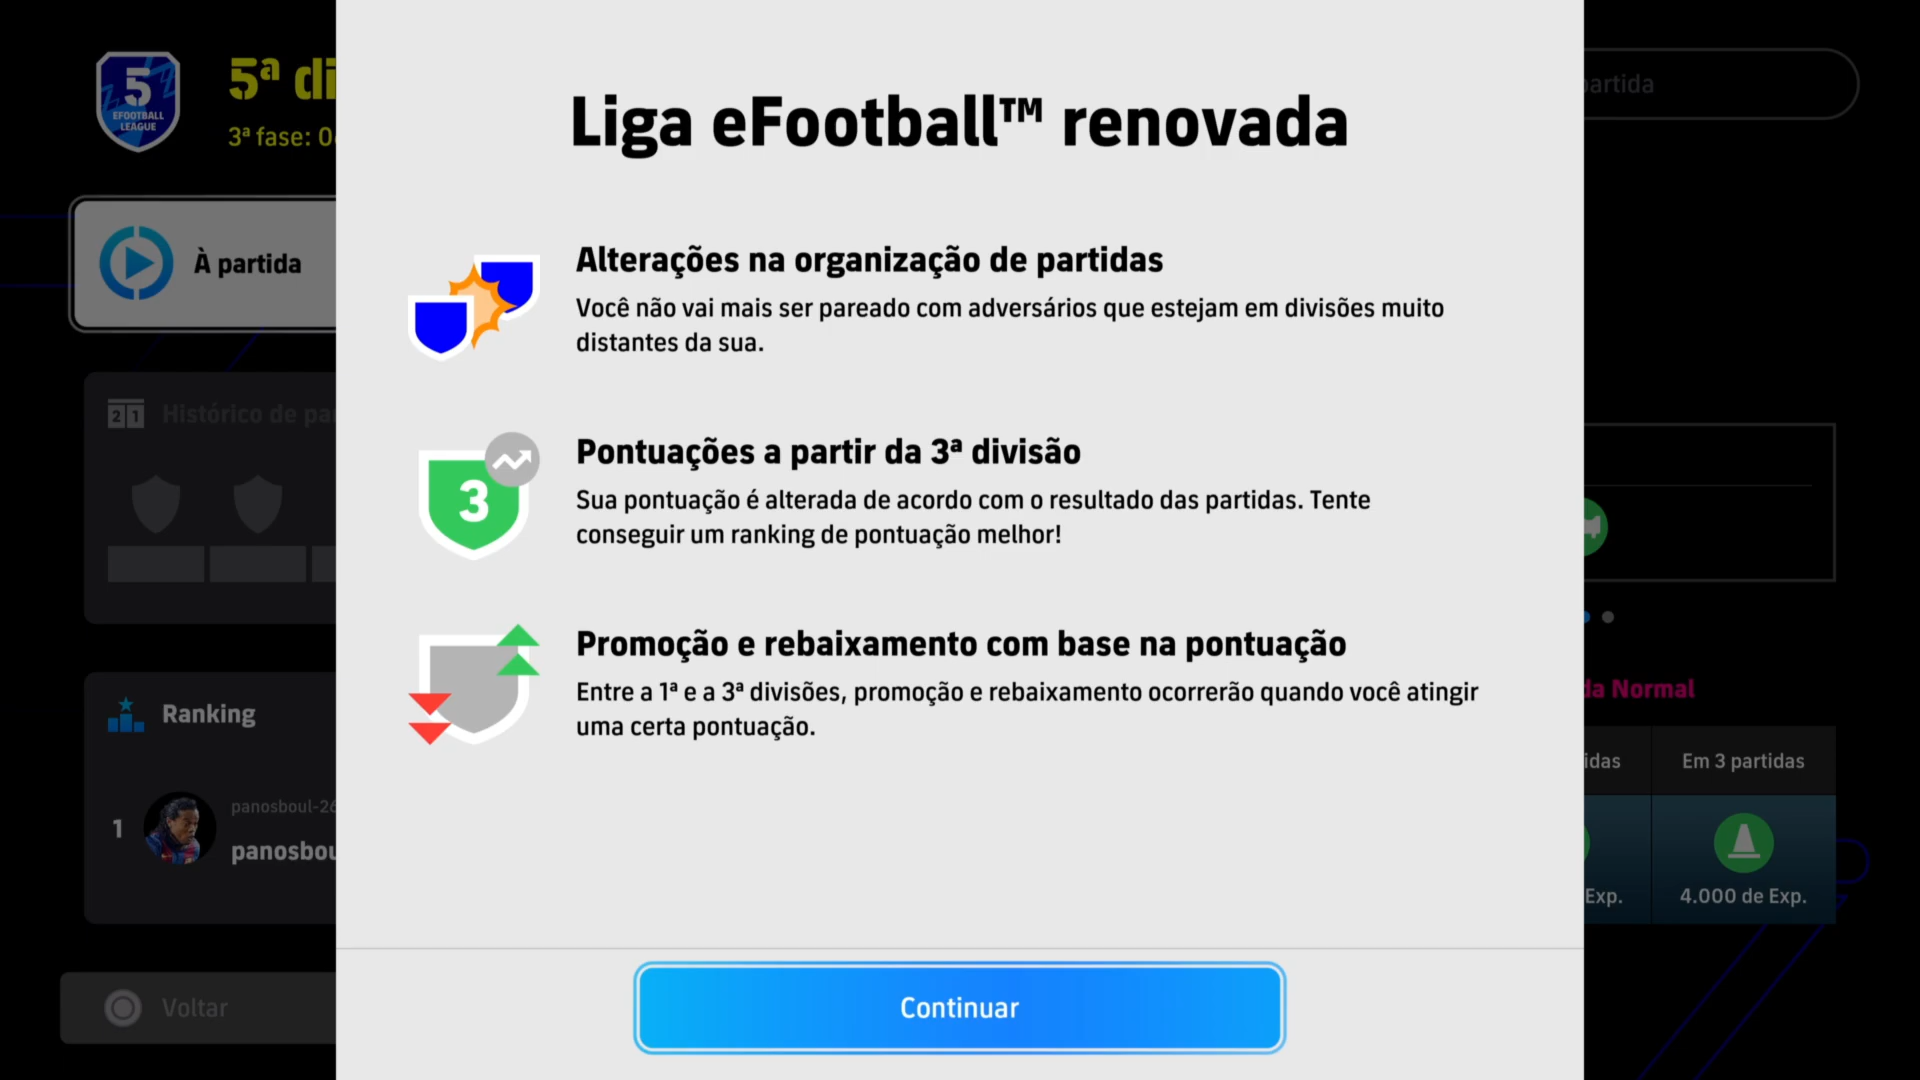 5
EFOOTBALL
LEAGUE
5ª di
3ª fase:
partida
À partida
Histórico de
2 1
Ranking
1
panosboul-26
panosbou
Voltar
Liga eFootball™ renovada
Alterações na organização de partidas
Você não vai mais ser pareado com adversários que estejam em divisões muito
distantes da sua.
3
Pontuações a partir da 3ª divisão
Sua pontuação é alterada de acordo com o resultado das partidas. Tente
conseguir um ranking de pontuação melhor!
Promoção e rebaixamento com base na pontuação
Entre a 1ª e a 3ª divisões, promoção e rebaixamento ocorrerão quando você atingir
uma certa pontuação.
Continuar
da Normal
idas
Em 3 partidas
Exp.
4.000 de Exp.